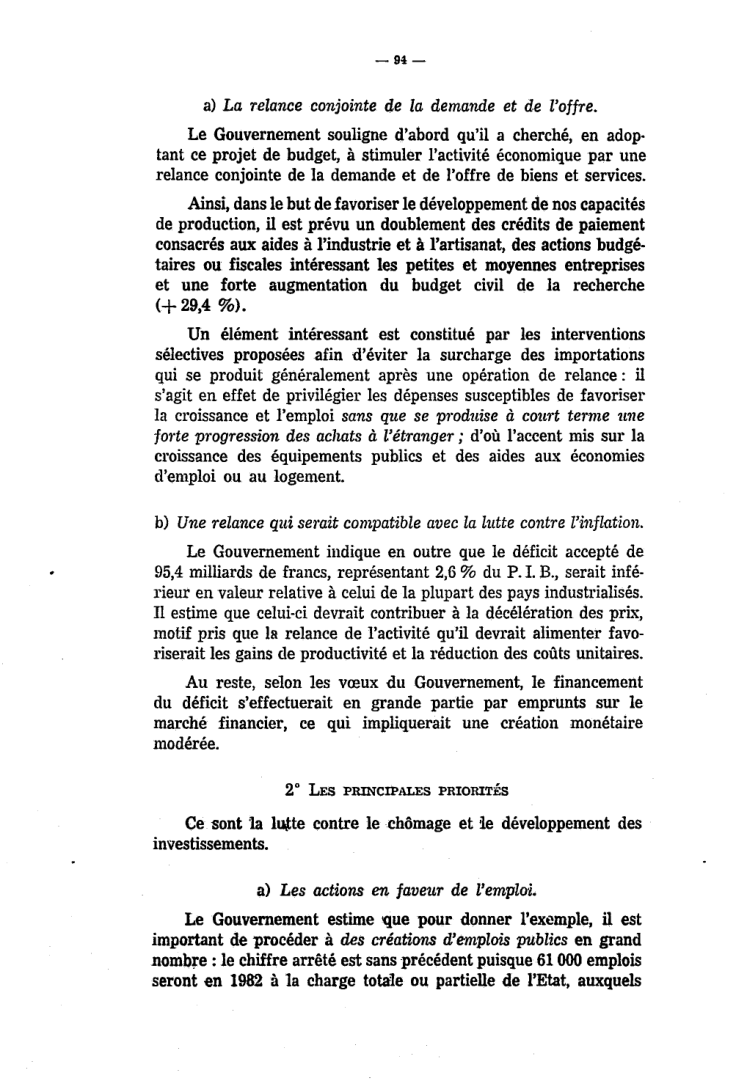 — 94 —
a) La relance conjointe de la demande et de l'offre.
Le Gouvernement souligne d'abord qu'il a cherché, en adop-
tant ce projet de budget, à stimuler l'activité économique par une
relance conjointe de la demande et de l'offre de biens et services.
Ainsi, dans le but de favoriser le développement de nos capacités
de production, il est prévu un doublement des crédits de paiement
consacrés aux aides à l'industrie et à l'artisanat, des actions budgé-
taires ou fiscales intéressant les petites et moyennes entreprises
et une forte augmentation du budget civil de la recherche
(+ 29,4 %).
Un élément intéressant est constitué par les interventions
sélectives proposées afin d'éviter la surcharge des importations
qui se produit généralement après une opération de relance : il
s'agit en effet de privilégier les dépenses susceptibles de favoriser
la croissance et l'emploi sans que se produise à court terme une
forte progression des achats à l'étranger ; d'où l'accent mis sur la
croissance des équipements publics et des aides aux économies
d'emploi ou au logement.
b) Une relance qui serait compatible avec la lutte contre l'inflation.
Le Gouvernement indique en outre que le déficit accepté de
95,4 milliards de francs, représentant 2,6 % du P. I. B., serait infé-
rieur en valeur relative à celui de la plupart des pays industrialisés.
Il estime que celui-ci devrait contribuer à la décélération des prix,
motif pris que la relance de l'activité qu'il devrait alimenter favo-
riserait les gains de productivité et la réduction des coûts unitaires.
Au reste, selon les vœux du Gouvernement, le financement
du déficit s'effectuerait en grande partie par emprunts sur le
marché financier, ce qui impliquerait une création monétaire
modérée.
2° LES PRINCIPALES PRIORITÉS
Ce sont la lutte contre le chômage et le développement des
investissements.
a) Les actions en faveur de l'emploi.
Le Gouvernement estime que pour donner l'exemple, il est
important de procéder à des créations d'emplois publics en grand
nombre : le chiffre arrêté est sans précédent puisque 61 000 emplois
seront en 1982 à la charge totale ou partielle de l'Etat, auxquels